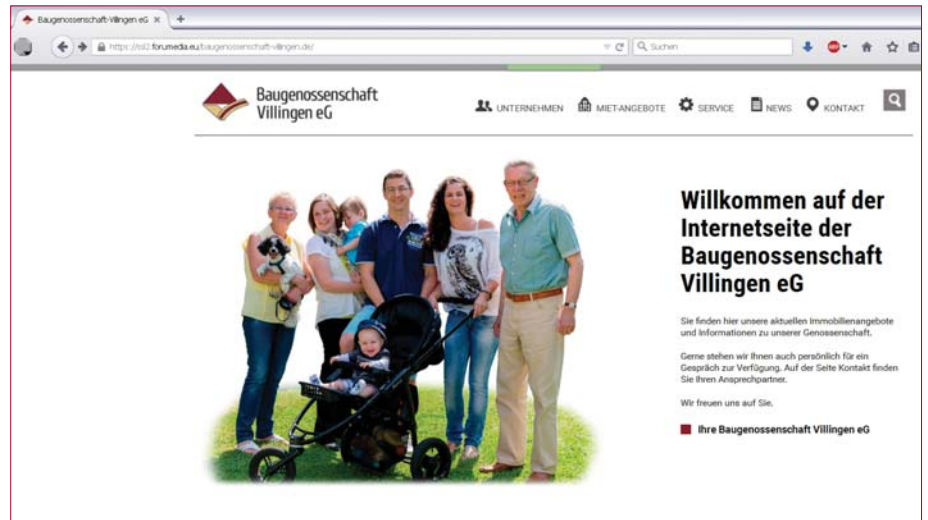 Baugenossenschaft Villingen eG
https://ssl2.forumedia.eu/baugenossenschaft-villingen.de/
Suchen
Baugenossenschaft
Villingen eG
UNTERNEHMEN
MIET-ANGEBOTE
SERVICE
NEWS
KONTAKT
Willkommen auf der
Internetseite der
Baugenossenschaft
Villingen eG
Sie finden hier unsere aktuellen Immobilienangebote
und Informationen zu unserer Genossenschaft.
Gerne stehen wir Ihnen auch persönlich für ein
Gespräch zur Verfügung. Auf der Seite Kontakt finden
Sie Ihren Ansprechpartner.
Wir freuen uns auf Sie.
Ihre Baugenossenschaft Villingen eG